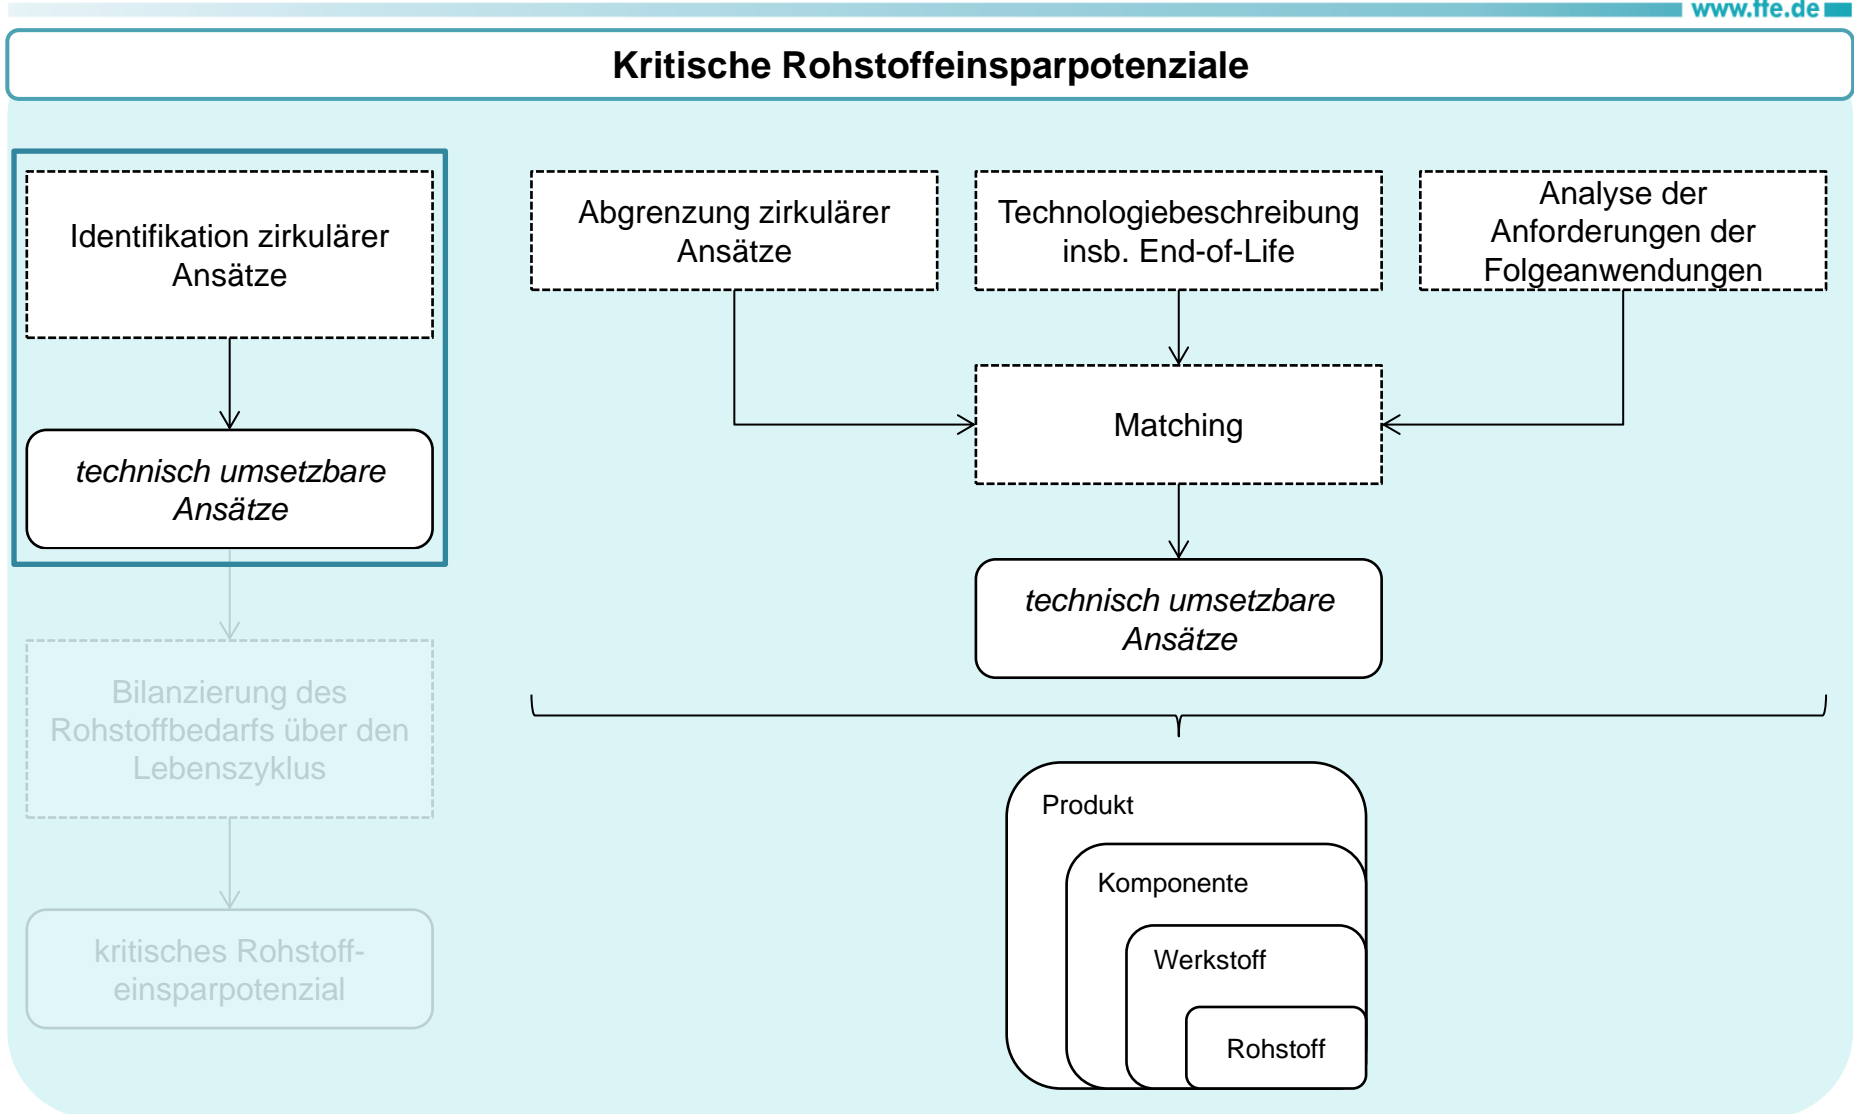 www.ffe.de
Kritische Rohstoffeinsparpotenziale
Identifikation zirkulärer
Ansätze
technisch umsetzbare
Ansätze
Bilanzierung des
Rohstoffbedarfs über den
Lebenszyklus
kritisches Rohstoff-
einsparpotenzial
Abgrenzung zirkulärer
Ansätze
Technologiebeschreibung
insb. End-of-Life
Analyse der
Anforderungen der
Folgeanwendungen
Matching
technisch umsetzbare
Ansätze
Produkt
Komponente
Werkstoff
Rohstoff